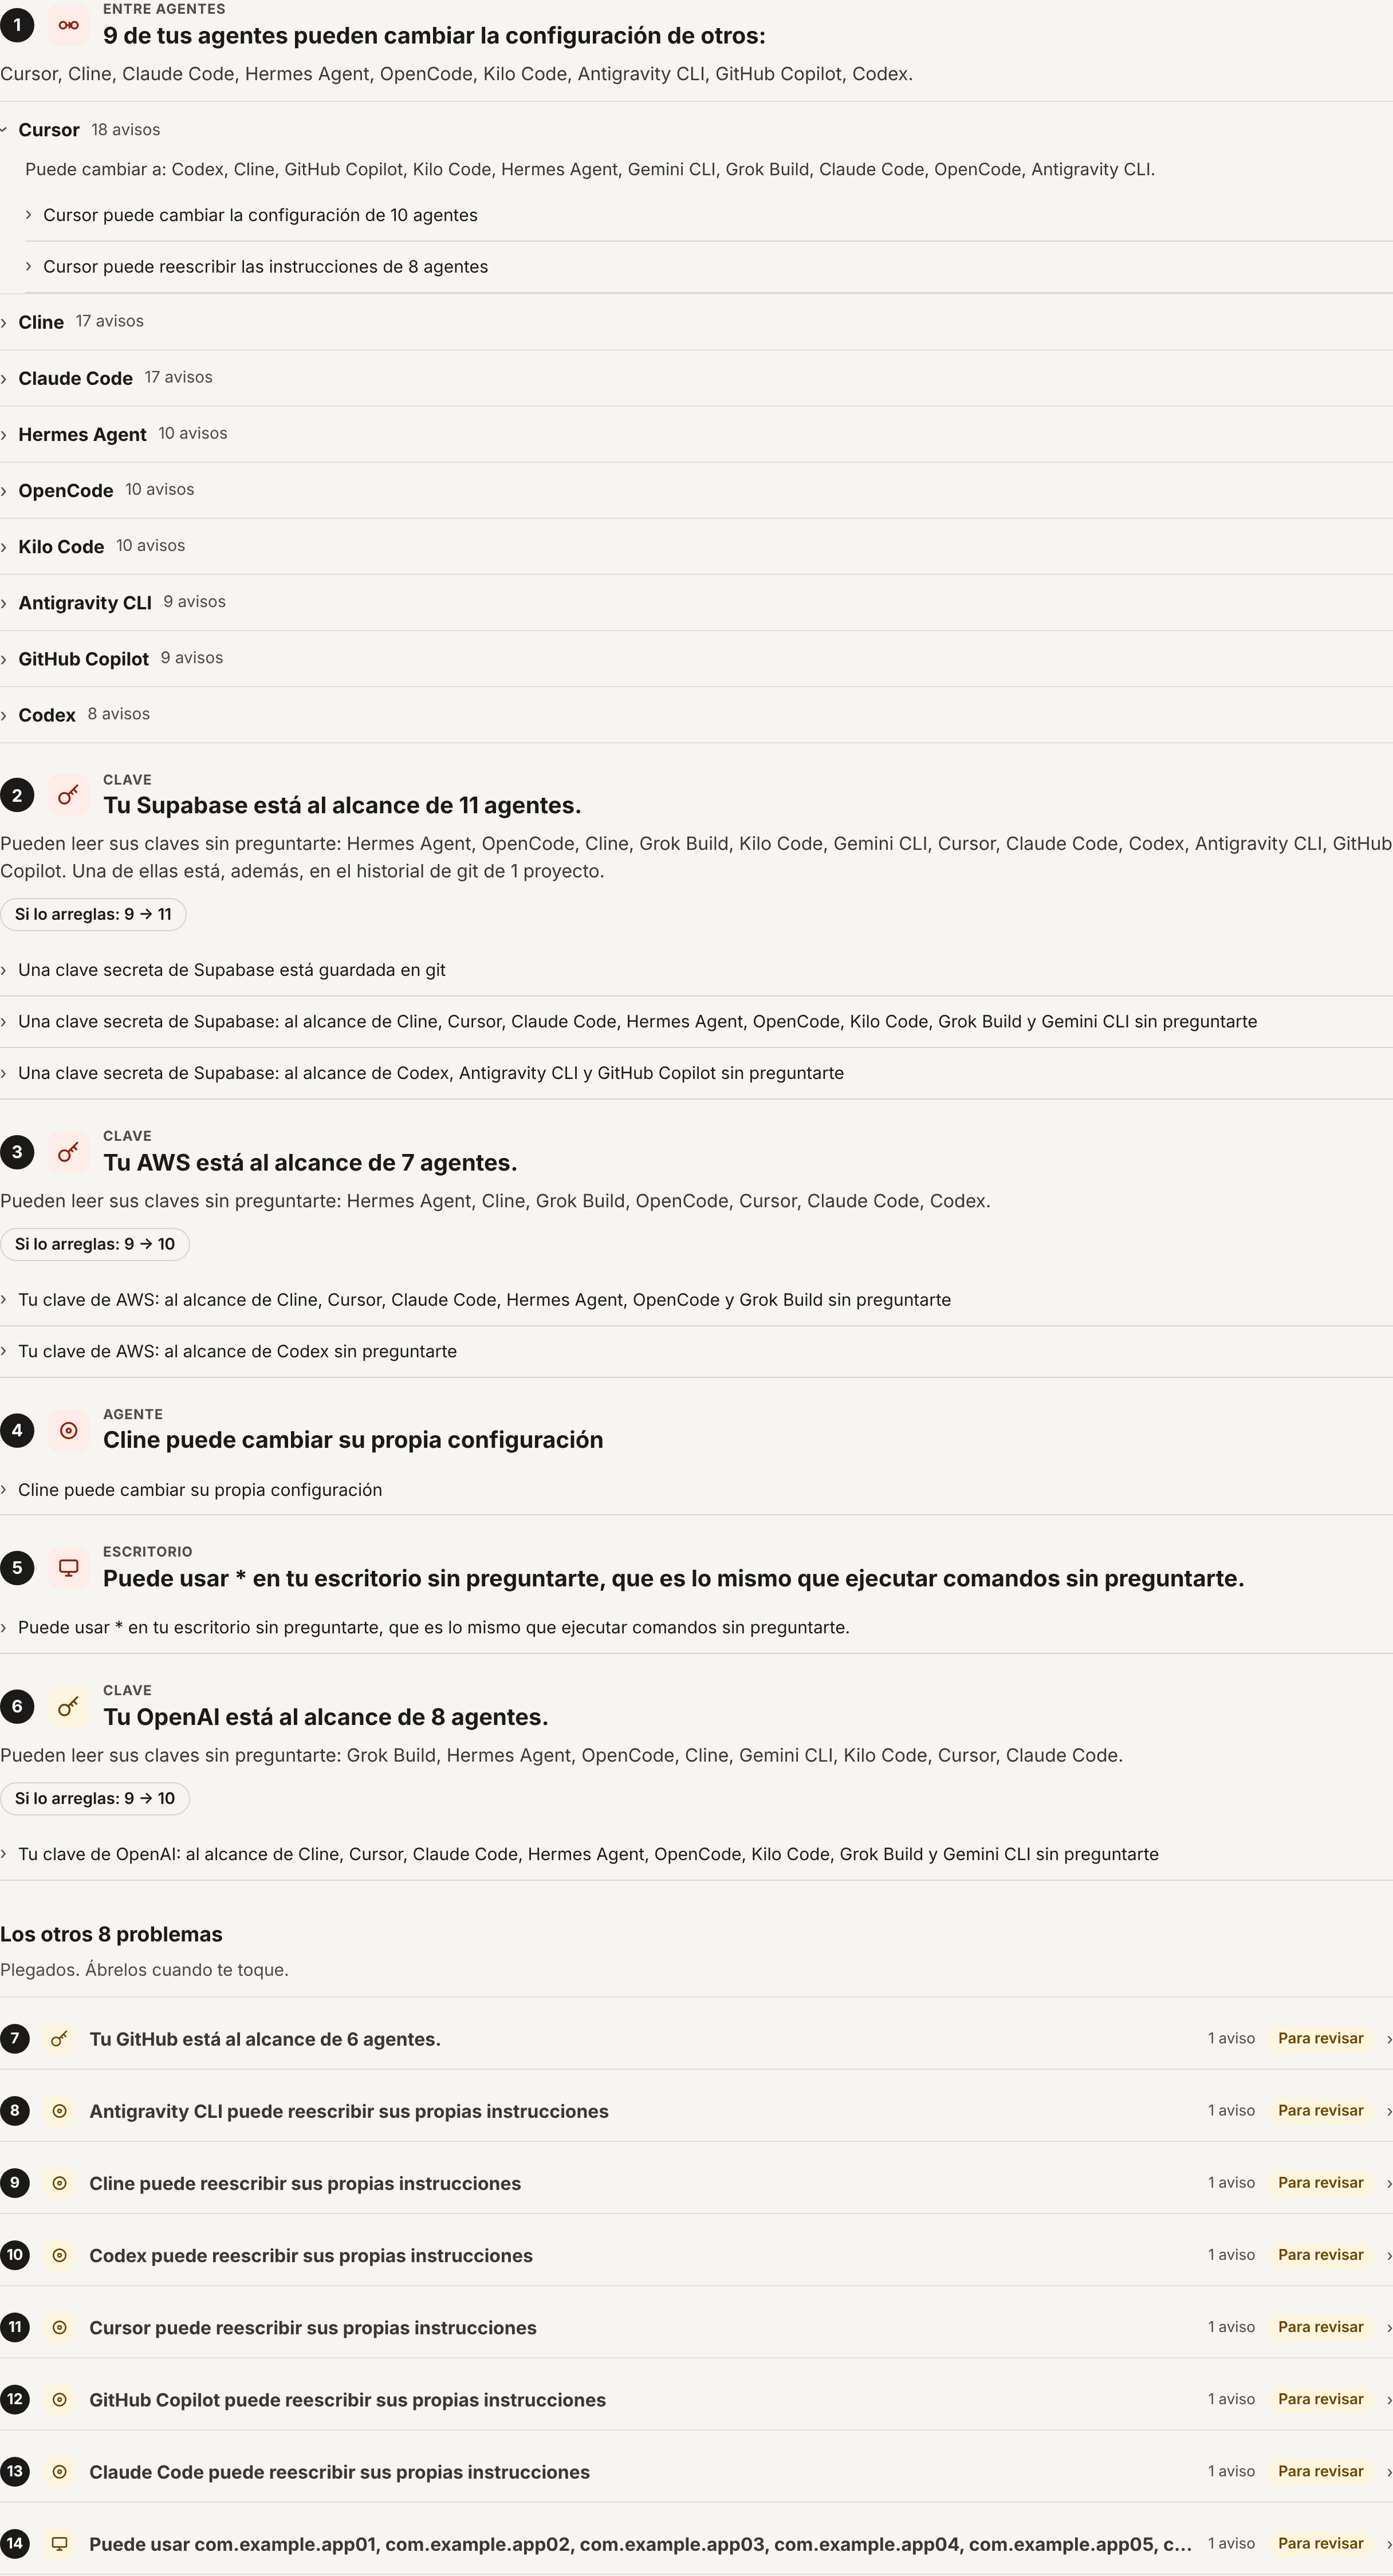 1
ENTRE AGENTES
9 de tus agentes pueden cambiar la configuración de otros:
Cursor, Cline, Claude Code, Hermes Agent, OpenCode, Kilo Code, Antigravity CLI, GitHub Copilot, Codex.
Cursor 18 avisos
Puede cambiar a: Codex, Cline, GitHub Copilot, Kilo Code, Hermes Agent, Gemini CLI, Grok Build, Claude Code, OpenCode, Antigravity CLI.
Cursor puede cambiar la configuración de 10 agentes
Cursor puede reescribir las instrucciones de 8 agentes
Cline 17 avisos
Claude Code 17 avisos
Hermes Agent 10 avisos
OpenCode 10 avisos
Kilo Code 10 avisos
Antigravity CLI 9 avisos
GitHub Copilot 9 avisos
Codex 8 avisos
2
CLAVE
Tu Supabase está al alcance de 11 agentes.
Pueden leer sus claves sin preguntarte: Hermes Agent, OpenCode, Cline, Grok Build, Kilo Code, Gemini CLI, Cursor, Claude Code, Codex, Antigravity CLI, GitHub
Copilot. Una de ellas está, además, en el historial de git de 1 proyecto.
Si lo arreglas: 9 → 11
Una clave secreta de Supabase está guardada en git
Una clave secreta de Supabase: al alcance de Cline, Cursor, Claude Code, Hermes Agent, OpenCode, Kilo Code, Grok Build y Gemini CLI sin preguntarte
Una clave secreta de Supabase: al alcance de Codex, Antigravity CLI y GitHub Copilot sin preguntarte
3
CLAVE
Tu AWS está al alcance de 7 agentes.
Pueden leer sus claves sin preguntarte: Hermes Agent, Cline, Grok Build, OpenCode, Cursor, Claude Code, Codex.
Si lo arreglas: 9 → 10
Tu clave de AWS: al alcance de Cline, Cursor, Claude Code, Hermes Agent, OpenCode y Grok Build sin preguntarte
Tu clave de AWS: al alcance de Codex sin preguntarte
4
AGENTE
Cline puede cambiar su propia configuración
Cline puede cambiar su propia configuración
5
ESCRITORIO
Puede usar * en tu escritorio sin preguntarte, que es lo mismo que ejecutar comandos sin preguntarte.
Puede usar * en tu escritorio sin preguntarte, que es lo mismo que ejecutar comandos sin preguntarte.
6
CLAVE
Tu OpenAI está al alcance de 8 agentes.
Pueden leer sus claves sin preguntarte: Grok Build, Hermes Agent, OpenCode, Cline, Gemini CLI, Kilo Code, Cursor, Claude Code.
Si lo arreglas: 9 → 10
Tu clave de OpenAI: al alcance de Cline, Cursor, Claude Code, Hermes Agent, OpenCode, Kilo Code, Grok Build y Gemini CLI sin preguntarte
Los otros 8 problemas
Plegados. Ábrelos cuando te toque.
7 Tu GitHub está al alcance de 6 agentes. 1 aviso Para revisar
8 Antigravity CLI puede reescribir sus propias instrucciones 1 aviso Para revisar
9 Cline puede reescribir sus propias instrucciones 1 aviso Para revisar
10 Codex puede reescribir sus propias instrucciones 1 aviso Para revisar
11 Cursor puede reescribir sus propias instrucciones 1 aviso Para revisar
12 GitHub Copilot puede reescribir sus propias instrucciones 1 aviso Para revisar
13 Claude Code puede reescribir sus propias instrucciones 1 aviso Para revisar
14 Puede usar com.example.app01, com.example.app02, com.example.app03, com.example.app04, com.example.app05, c... 1 aviso Para revisar